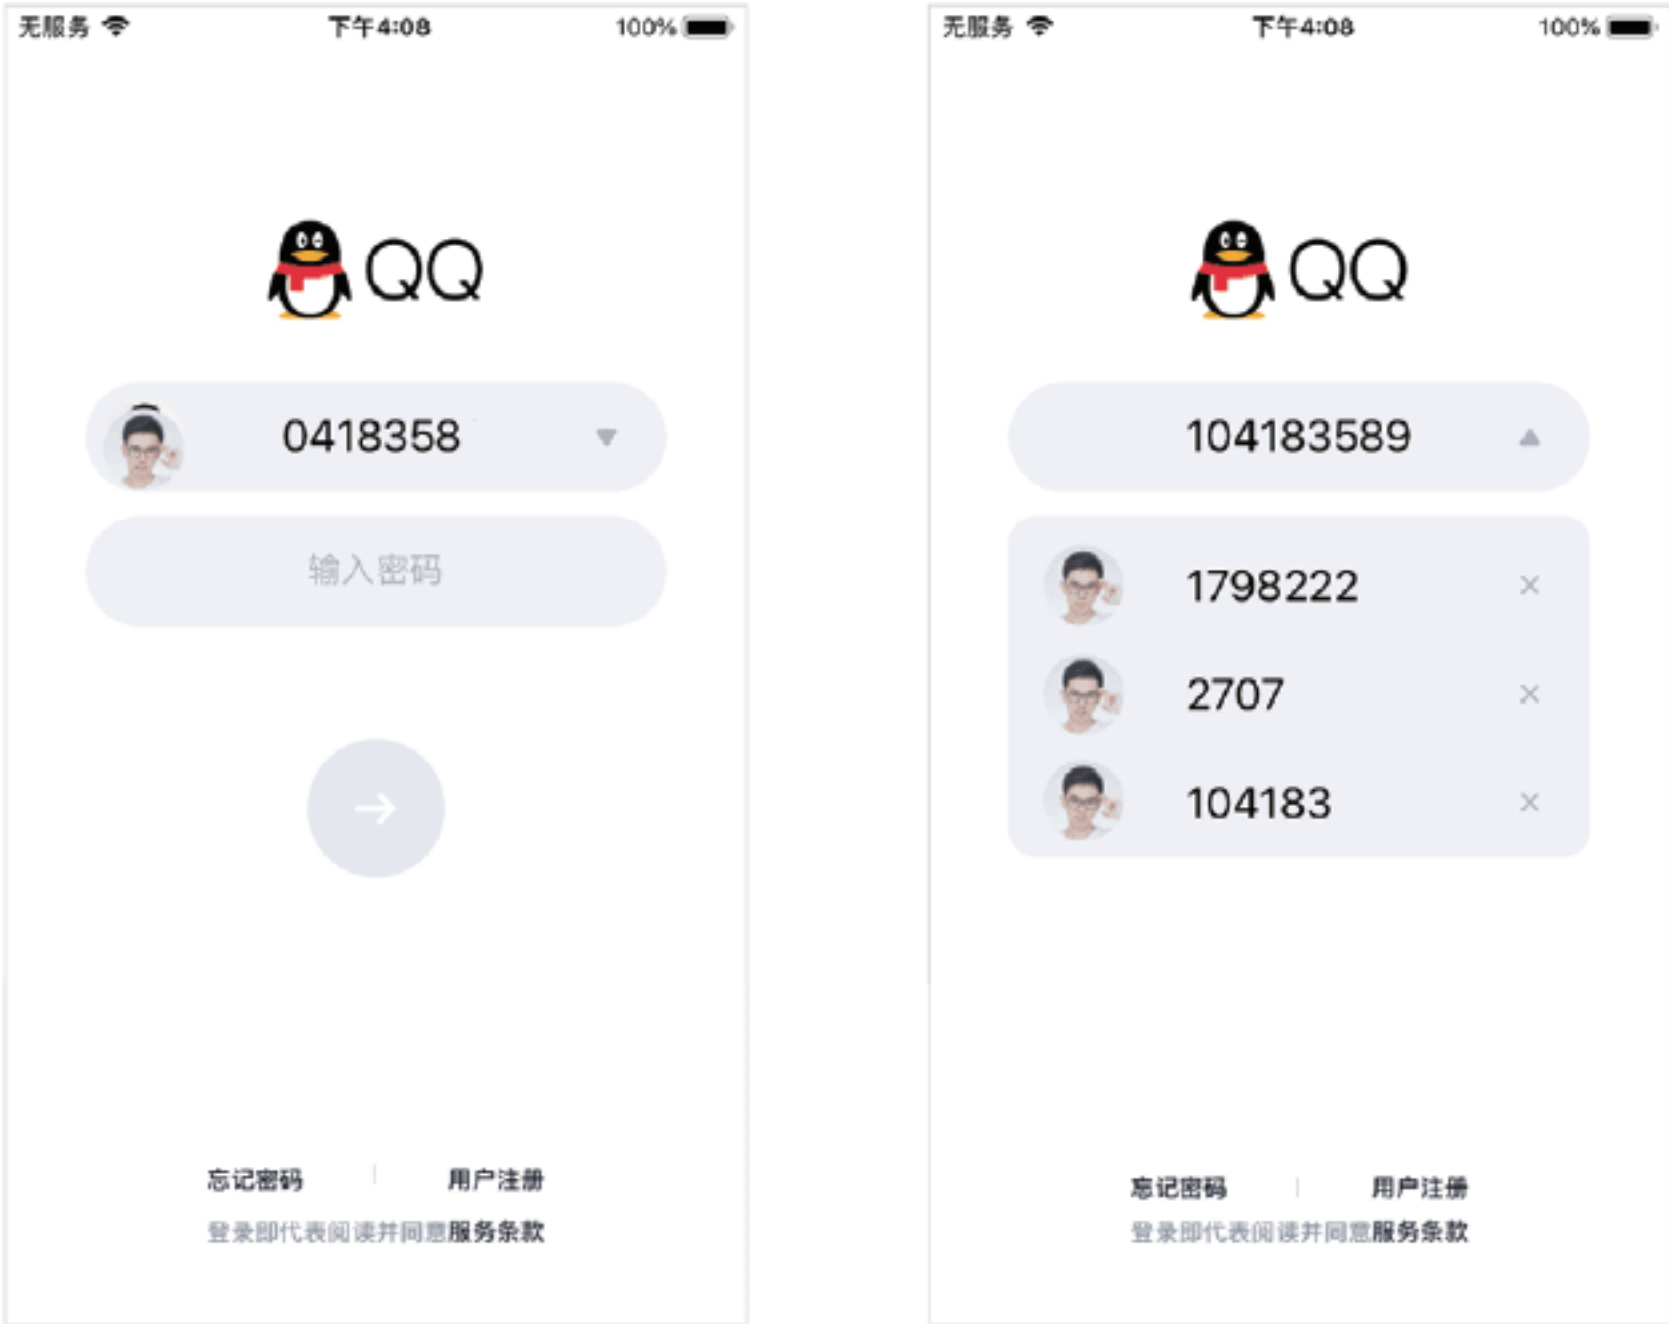 无服务 下午4:08 100%
QQ
0418358
输入密码
忘记密码 用户注册
登录即代表阅读并同意服务条款
无服务 下午4:08 100%
QQ
104183589
1798222
2707
104183
忘记密码 用户注册
登录即代表阅读并同意服务条款